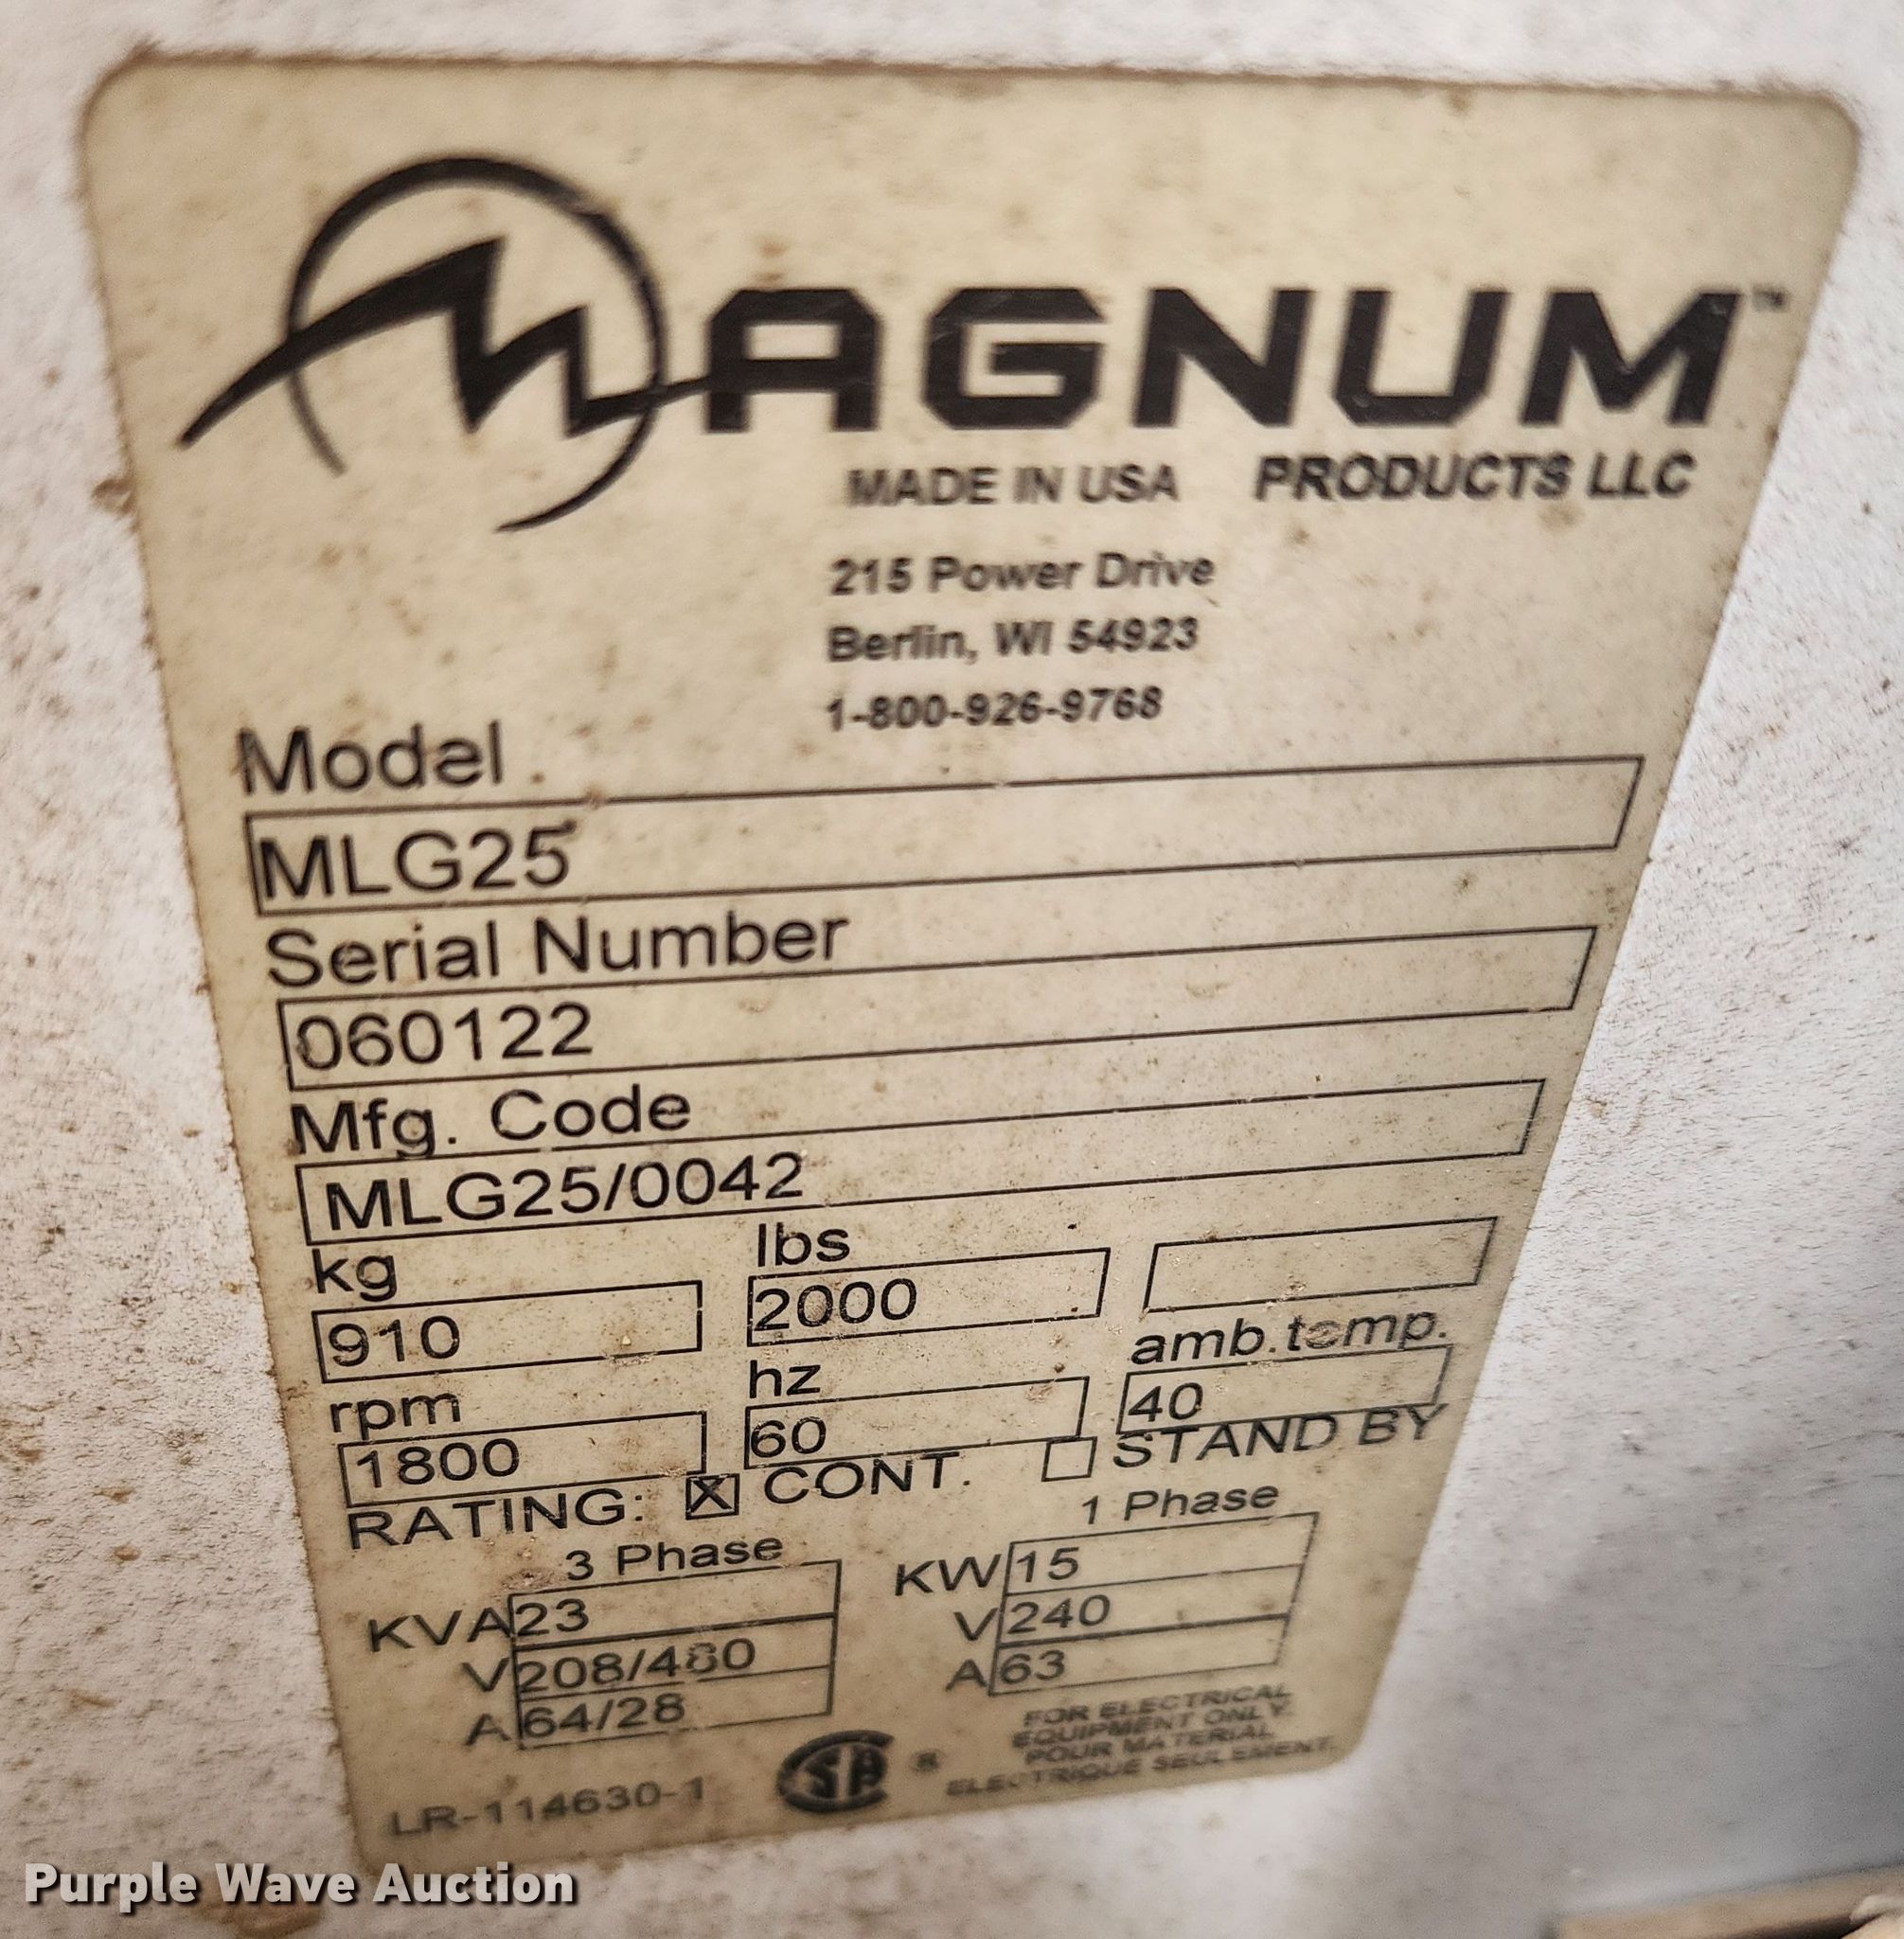 MAGNUM™
MADE IN USA PRODUCTS LLC
215 Power Drive
Berlin, WI 54923
1-800-926-9768
Model
MLG25
Serial Number
060122
Mfg. Code
MLG25/0042
kg lbs
910 2000
rpm hz amb.temp.
1800 60 40
RATING: ☒ CONT. ☐ STAND BY
3 Phase 1 Phase
KVA 23 KW 15
V 208/480 V 240
A 64/28 A 63
FOR ELECTRICAL
EQUIPMENT ONLY.
POUR MATERIAL
ELECTRIQUE SEULEMENT.
LR-114630-1 SA ®
Purple Wave Auction